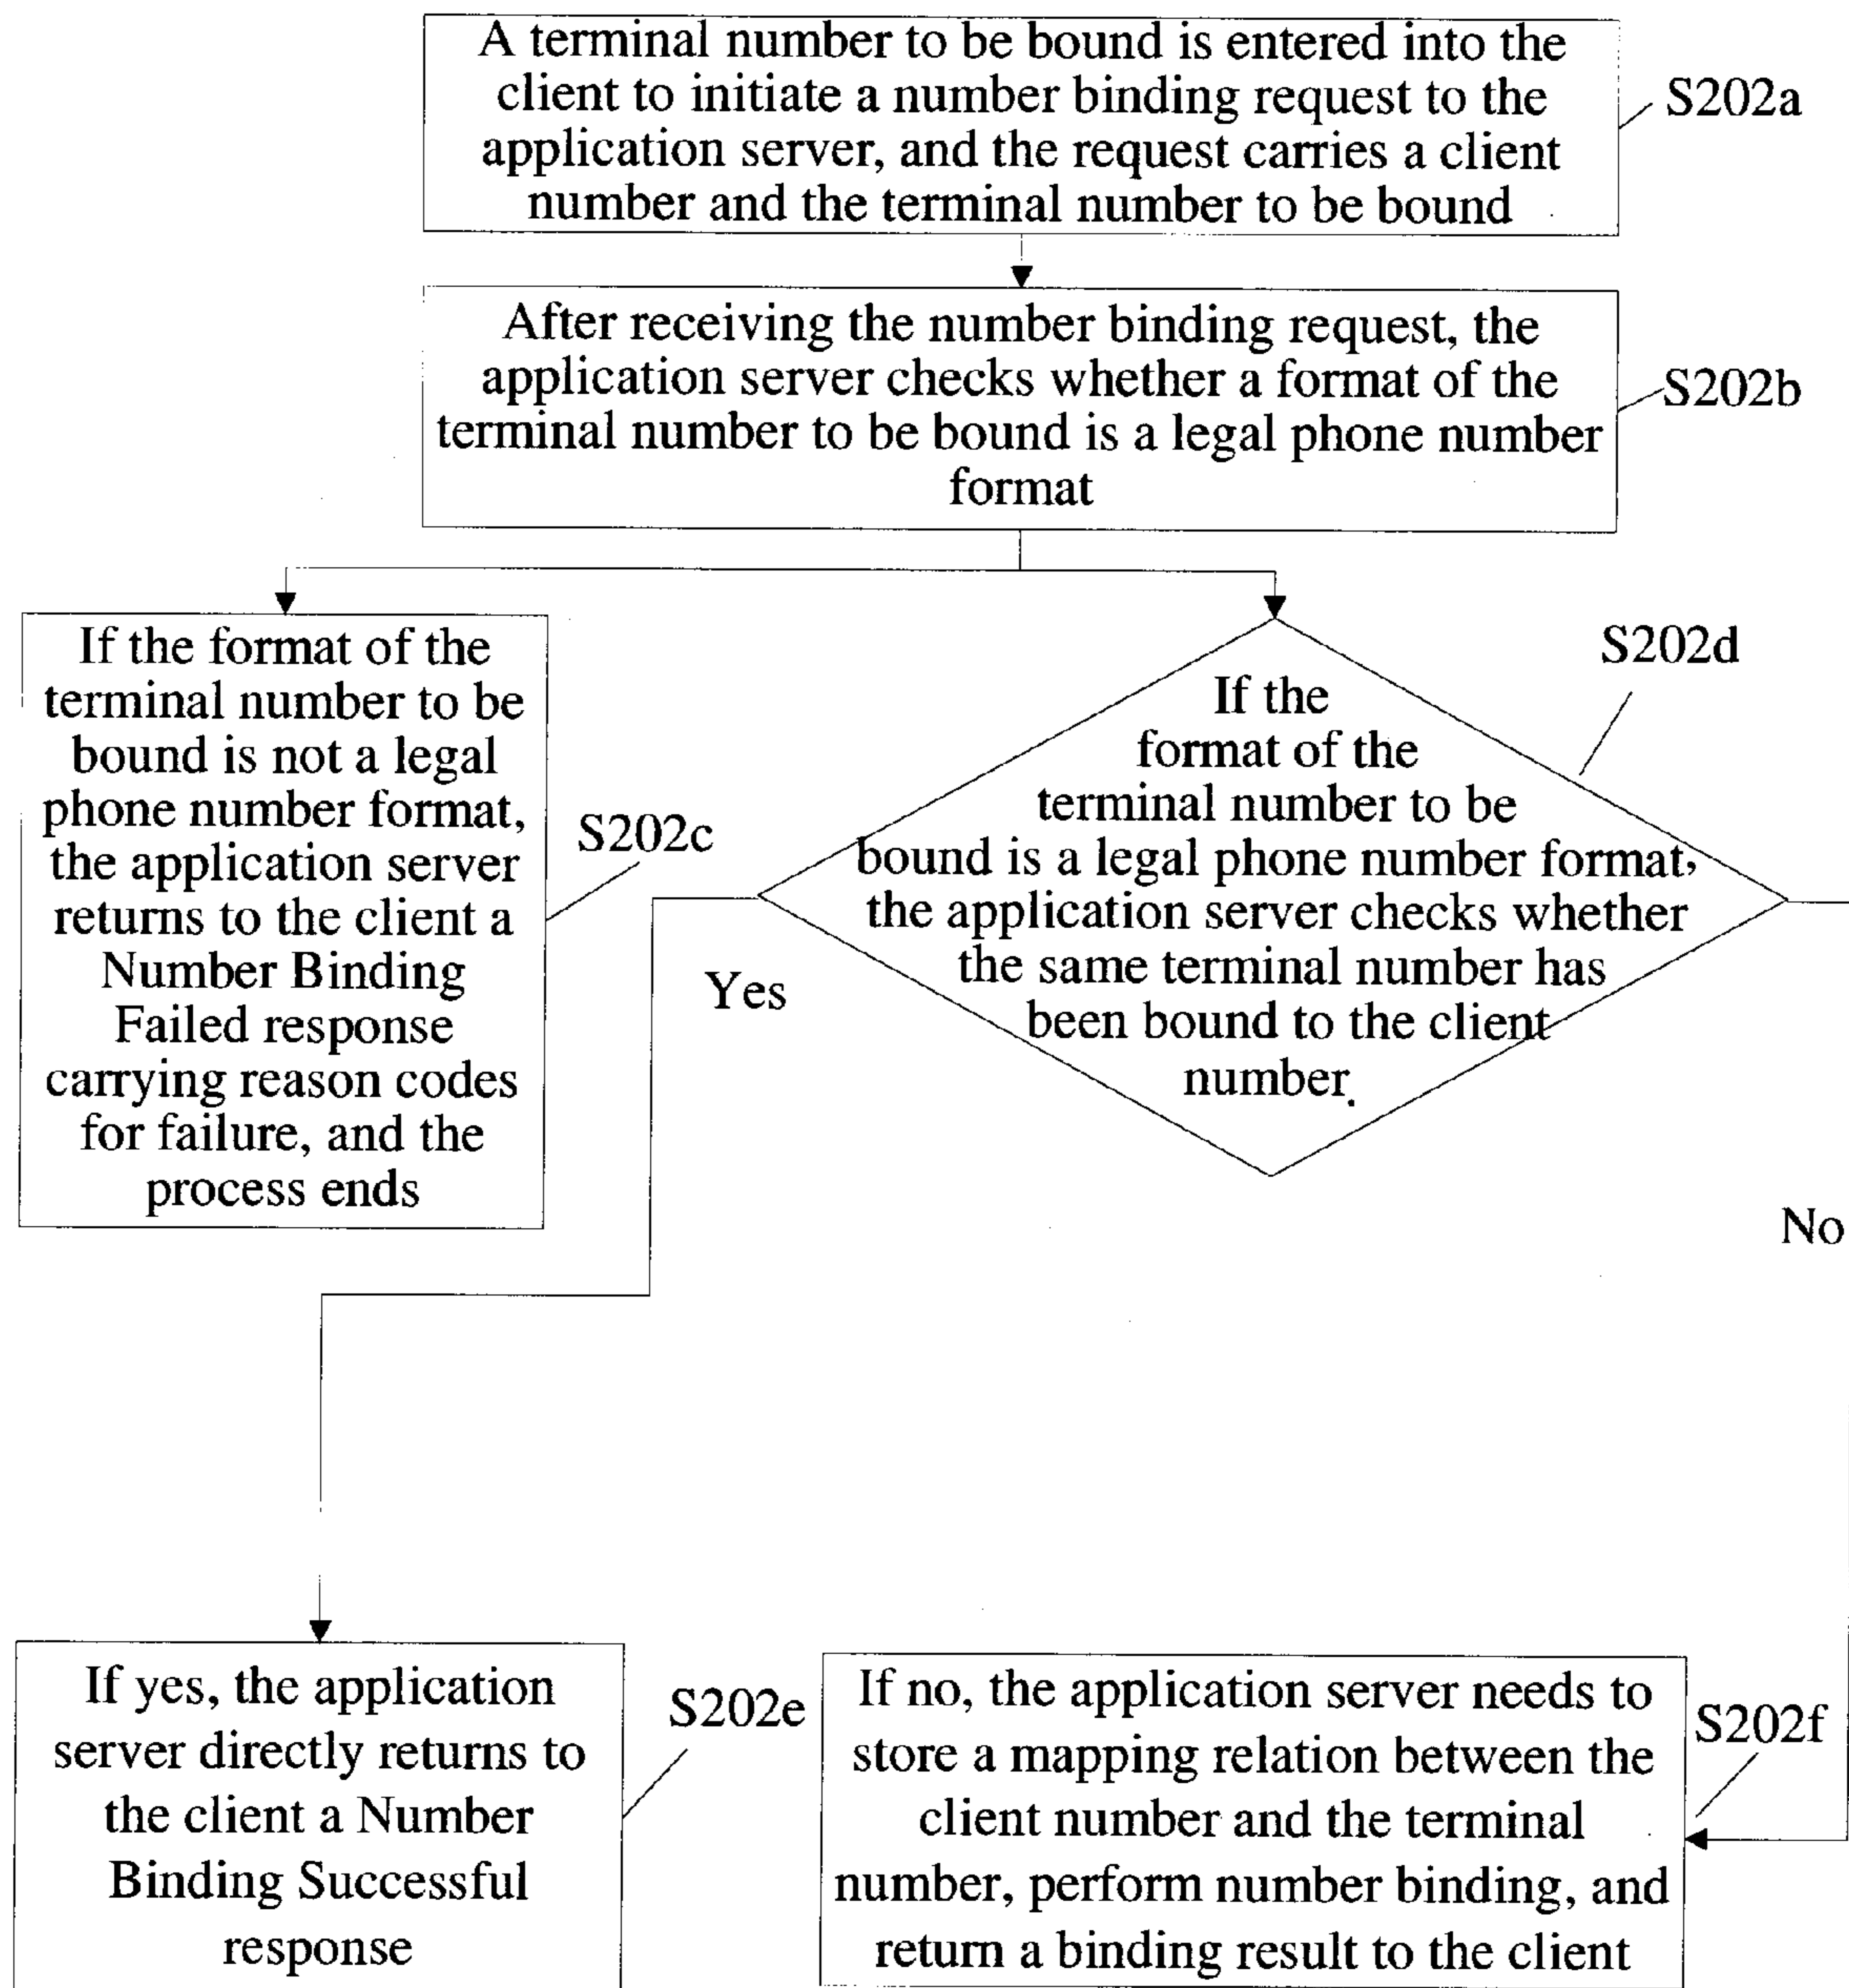 A terminal number to be bound is entered into the
client to initiate a number binding request to the
application server, and the request carries a client
number and the terminal number to be bound
S202a
After receiving the number binding request, the
application server checks whether a format of the
terminal number to be bound is a legal phone number
format
S202b
If the format of the
terminal number to be
bound is not a legal
phone number format,
the application server
returns to the client a
Number Binding
Failed response
carrying reason codes
for failure, and the
process ends
S202c
S202d
If the
format of the
terminal number to be
bound is a legal phone number format,
the application server checks whether
the same terminal number has
been bound to the client
number.
Yes
No
If yes, the application
server directly returns to
the client a Number
Binding Successful
response
S202e
If no, the application server needs to
store a mapping relation between the
client number and the terminal
number, perform number binding, and
return a binding result to the client
S202f